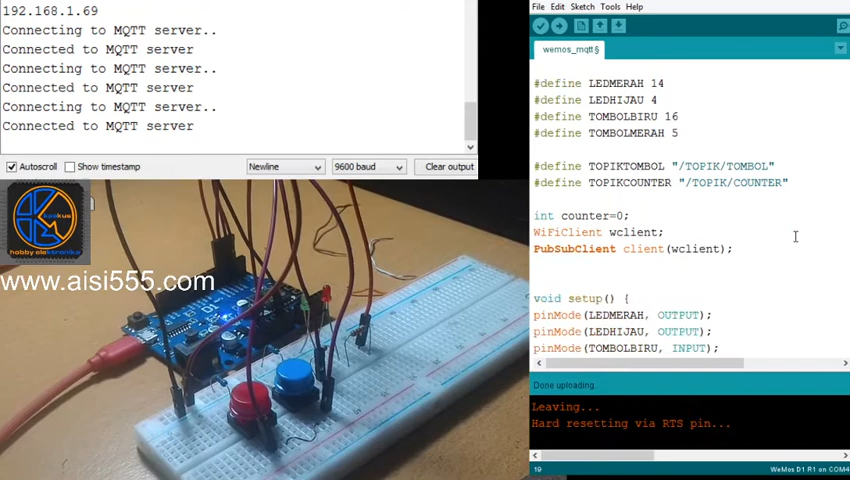 192.168.1.69
Connecting to MQTT server..
Connected to MQTT server
Connecting to MQTT server..
Connected to MQTT server
Connecting to MQTT server..
Connected to MQTT server
Autoscroll Show timestamp Newline 9600 baud Clear output
hobby elektronika
www.aisi555.com
D1
File Edit Sketch Tools Help
wemos_mqtt§
#define LEDMERAH 14
#define LEDHIJAU 4
#define TOMBOLBIRU 16
#define TOMBOLMERAH 5
#define TOPIKTOMBOL "/TOPIK/TOMBOL"
#define TOPIKCOUNTER "/TOPIK/COUNTER"
int counter=0;
WiFiClient wclient;
PubSubClient client(wclient);
void setup() {
pinMode(LEDMERAH, OUTPUT);
pinMode(LEDHIJAU, OUTPUT);
pinMode(TOMBOLBIRU, INPUT);
Done uploading.
Leaving...
Hard resetting via RTS pin...
19 WeMos D1 R1 on COM4